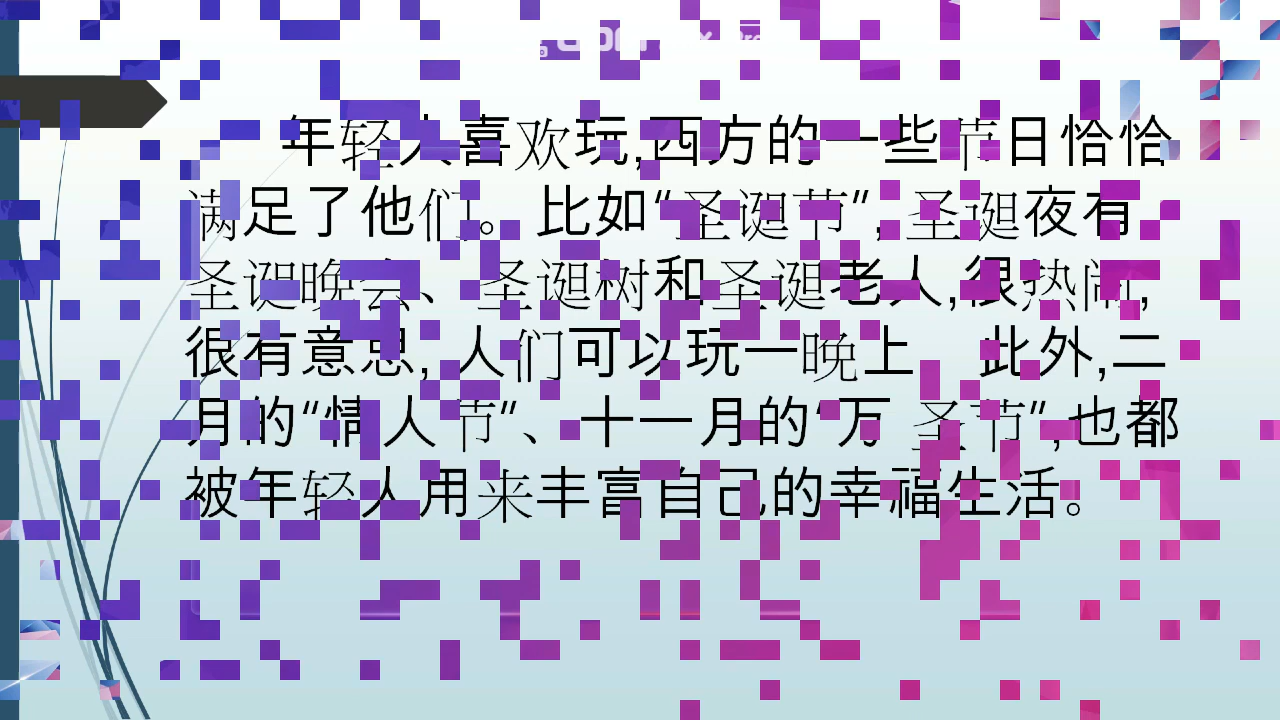 年轻人喜欢玩,西方的一些节日恰恰
满足了他们。比如“圣诞节”, 圣诞夜有
圣诞晚会、圣诞树和圣诞老人,很热闹,
很有意思, 人们可以玩一晚上 此外,二
月的“情人节”、十一月的“万圣节”,也都
被年轻人用来丰富自己的幸福生活。